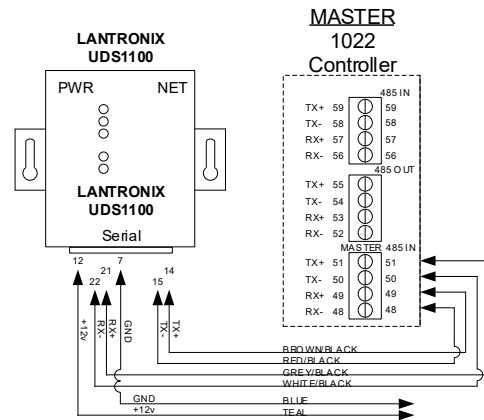 MASTER
1022
Controller
LANTRONIX
UDS1100
PWR NET
LANTRONIX
UDS1100
Serial
12 7 14
22 21 15
+12v RX- RX+ GND TX- TX+
485 IN
TX+ 59 59
TX- 58 58
RX+ 57 57
RX- 56 56
485 OUT
TX+ 55
TX- 54
RX+ 53
RX- 52
MASTER 485 IN
TX+ 51 51
TX- 50 50
RX+ 49 49
RX- 48 48
BROWN/BLACK
RED/BLACK
GREY/BLACK
WHITE/BLACK
GND BLUE
+12v TEAL